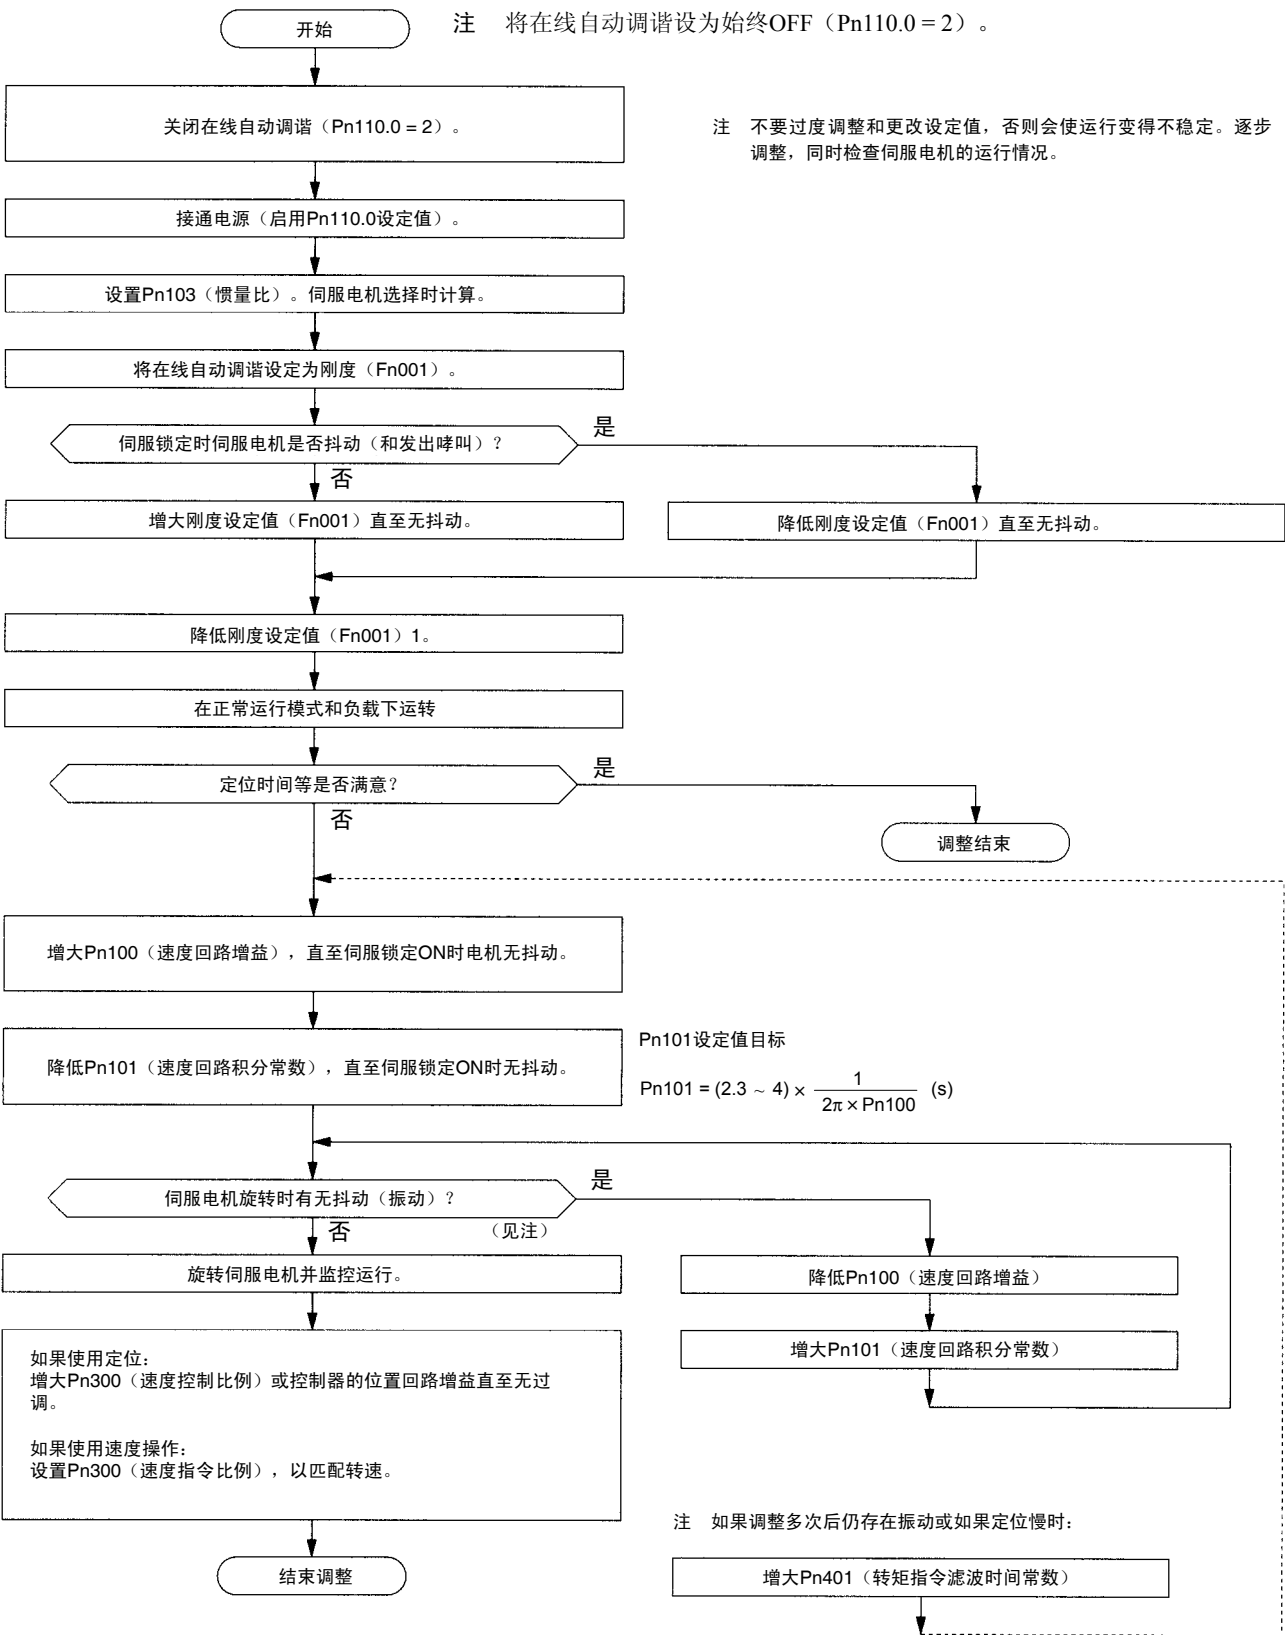 开始
注 将在线自动调谐设为始终OFF（Pn110.0 = 2）。
关闭在线自动调谐（Pn110.0 = 2）。
注 不要过度调整和更改设定值，否则会使运行变得不稳定。逐步
调整，同时检查伺服电机的运行情况。
接通电源（启用Pn110.0设定值）。
设置Pn103（惯量比）。伺服电机选择时计算。
将在线自动调谐设定为刚度（Fn001）。
伺服锁定时伺服电机是否抖动（和发出哮叫）？
是
否
增大刚度设定值（Fn001）直至无抖动。
降低刚度设定值（Fn001）直至无抖动。
降低刚度设定值（Fn001）1。
在正常运行模式和负载下运转
定位时间等是否满意？
是
否
调整结束
增大Pn100（速度回路增益），直至伺服锁定ON时电机无抖动。
降低Pn101（速度回路积分常数），直至伺服锁定ON时无抖动。
Pn101设定值目标
Pn101 = (2.3 ~ 4) × 1 / (2π × Pn100) (s)
伺服电机旋转时有无抖动（振动）？
是
否
（见注）
旋转伺服电机并监控运行。
降低Pn100（速度回路增益）
增大Pn101（速度回路积分常数）
如果使用定位：
增大Pn300（速度控制比例）或控制器的位置回路增益直至无过
调。
如果使用速度操作：
设置Pn300（速度指令比例），以匹配转速。
注 如果调整多次后仍存在振动或如果定位慢时：
结束调整
增大Pn401（转矩指令滤波时间常数）